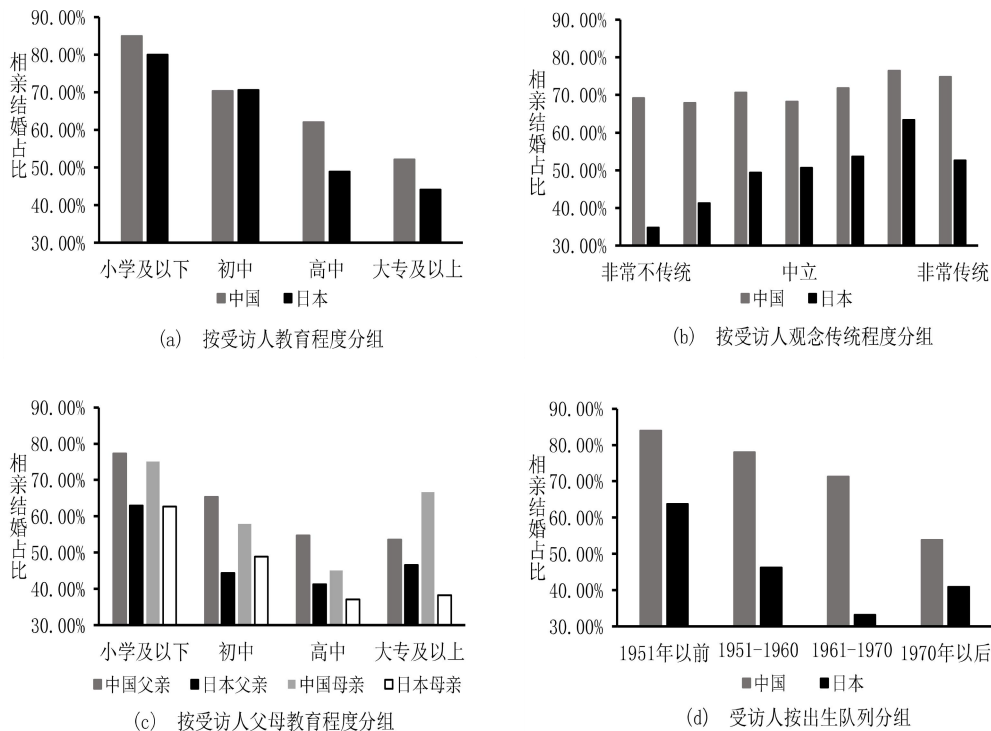 90.00%
80.00%
70.00%
60.00%
50.00%
40.00%
30.00%
相亲结婚占比
小学及以下 初中 高中 大专及以上
中国 日本
(a) 按受访人教育程度分组
90.00%
80.00%
70.00%
60.00%
50.00%
40.00%
30.00%
相亲结婚占比
非常不传统 中立 非常传统
中国 日本
(b) 按受访人观念传统程度分组
90.00%
80.00%
70.00%
60.00%
50.00%
40.00%
30.00%
相亲结婚占比
小学及以下 初中 高中 大专及以上
中国父亲 日本父亲 中国母亲 日本母亲
(c) 按受访人父母教育程度分组
90.00%
80.00%
70.00%
60.00%
50.00%
40.00%
30.00%
相亲结婚占比
1951年以前 1951-1960 1961-1970 1970年以后
中国 日本
(d) 受访人按出生队列分组